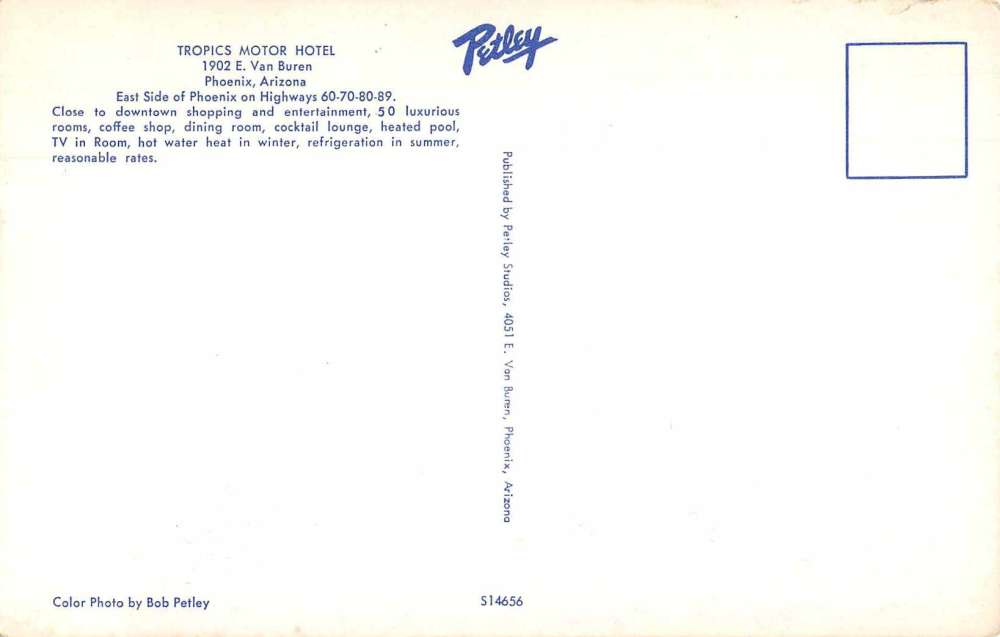 TROPICS MOTOR HOTEL
1902 E. Van Buren
Phoenix, Arizona
East Side of Phoenix on Highways 60-70-80-89.
Close to downtown shopping and entertainment, 50 luxurious
rooms, coffee shop, dining room, cocktail lounge, heated pool,
TV in Room, hot water heat in winter, refrigeration in summer,
reasonable rates.
Petley
Published by Petley Studios, 4051 E. Van Buren, Phoenix, Arizona
Color Photo by Bob Petley
S14656